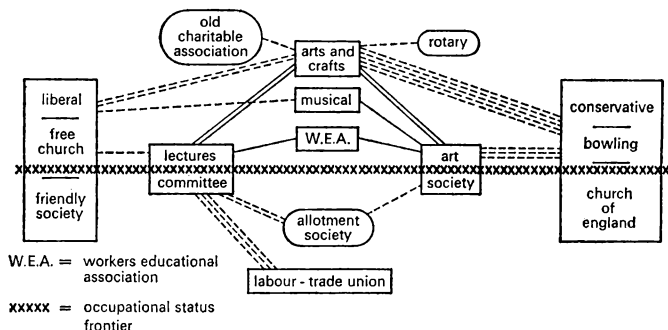 old
charitable
association
arts and
crafts
rotary
liberal
free
church
friendly
society
musical
W.E.A.
lectures
committee
art
society
conservative
bowling
church
of
england
allotment
society
labour - trade union
W.E.A. = workers educational
association
xxxxx = occupational status
frontier